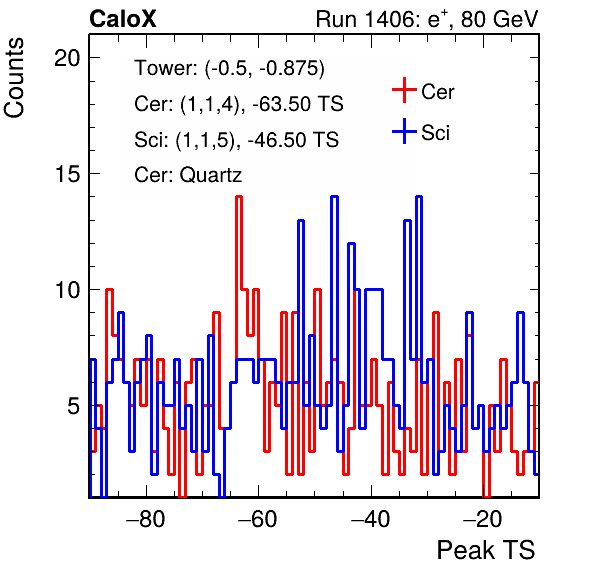 CaloX Run 1406: e⁺, 80 GeV
Counts
Tower: (-0.5, -0.875)
Cer: (1,1,4), -63.50 TS
Sci: (1,1,5), -46.50 TS
Cer: Quartz
Cer
Sci
20
15
10
5
−80 −60 −40 −20
Peak TS